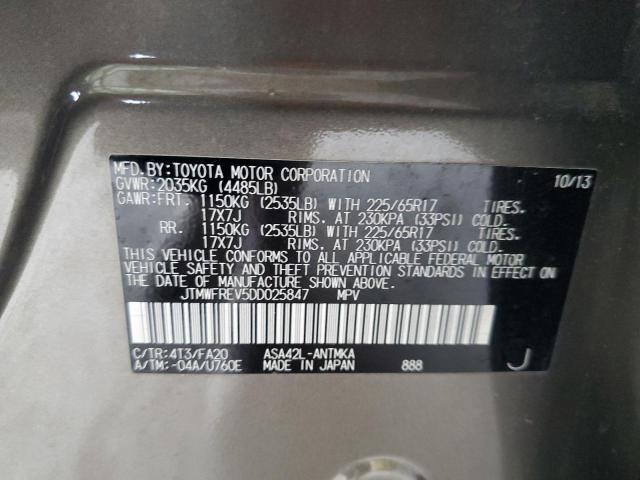 MFD.BY:TOYOTA MOTOR CORPORATION 10/13
GVWR:2035KG (4485LB)
GAWR:FRT. 1150KG (2535LB) WITH 225/65R17 TIRES.
17X7J RIMS. AT 230KPA (33PSI) COLD.
RR. 1150KG (2535LB) WITH 225/65R17 TIRES.
17X7J RIMS. AT 230KPA (33PSI) COLD.
THIS VEHICLE CONFORMS TO ALL APPLICABLE FEDERAL MOTOR
VEHICLE SAFETY AND THEFT PREVENTION STANDARDS IN EFFECT ON
THE DATE OF MANUFACTURE SHOWN ABOVE.
JTMWFREV5DD025847 MPV
C/TR:4T3/FA20 ASA42L-ANTMKA
A/TM:-04A/U760E MADE IN JAPAN 888 J